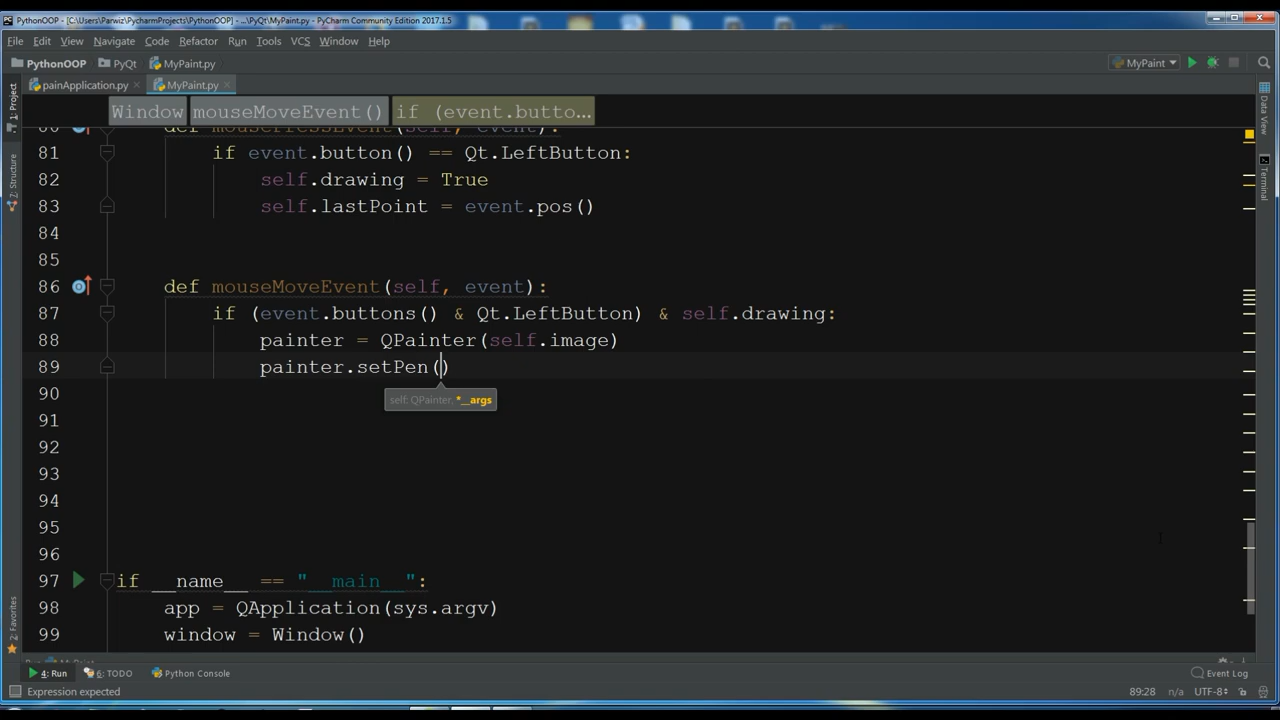 PythonOOP - [C:\Users\Parwiz\PycharmProjects\PythonOOP] - ...\PyQt\MyPaint.py - PyCharm Community Edition 2017.1.5
File Edit View Navigate Code Refactor Run Tools VCS Window Help
PythonOOP PyQt MyPaint.py MyPaint
painApplication.py MyPaint.py
Window mouseMoveEvent() if (event.butto...
80 def mousePressEvent(self, event):
81 if event.button() == Qt.LeftButton:
82 self.drawing = True
83 self.lastPoint = event.pos()
84
85
86 def mouseMoveEvent(self, event):
87 if (event.buttons() & Qt.LeftButton) & self.drawing:
88 painter = QPainter(self.image)
89 painter.setPen()
self: QPainter, *__args
90
91
92
93
94
95
96
97 if __name__ == "__main__":
98 app = QApplication(sys.argv)
99 window = Window()
1: Project
7: Structure
2: Favorites
Data View
Terminal
4: Run 6: TODO Python Console Event Log
Expression expected 89:28 n/a UTF-8